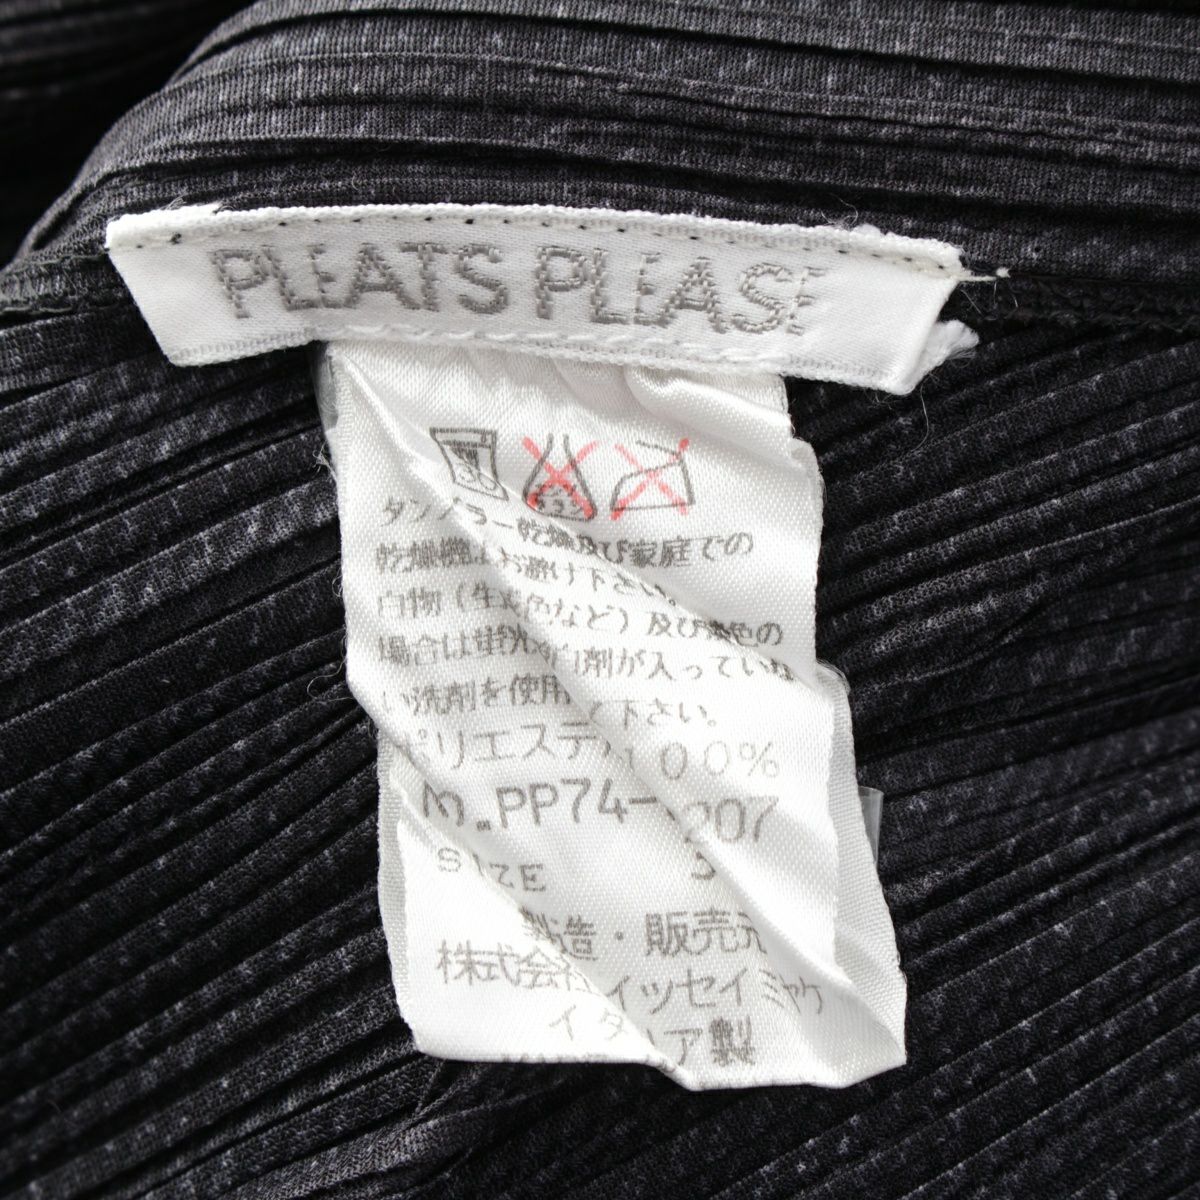 PLEATS PLEASE
30
タンブラー乾燥及び家庭での
乾燥機はお避け下さい。
白物(生成色など)及び淡色の
場合は蛍光増白剤が入っていな
い洗剤を使用して下さい。
ポリエステル100%
PP74-
SIZE
製造・販売元
株式会社イッセイミヤケ
イタリア製